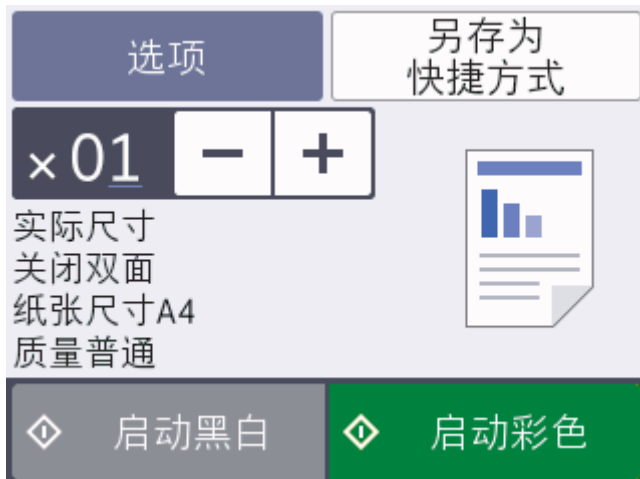 选项
另存为
快捷方式
×01
− +
实际尺寸
关闭双面
纸张尺寸A4
质量普通
启动黑白
启动彩色